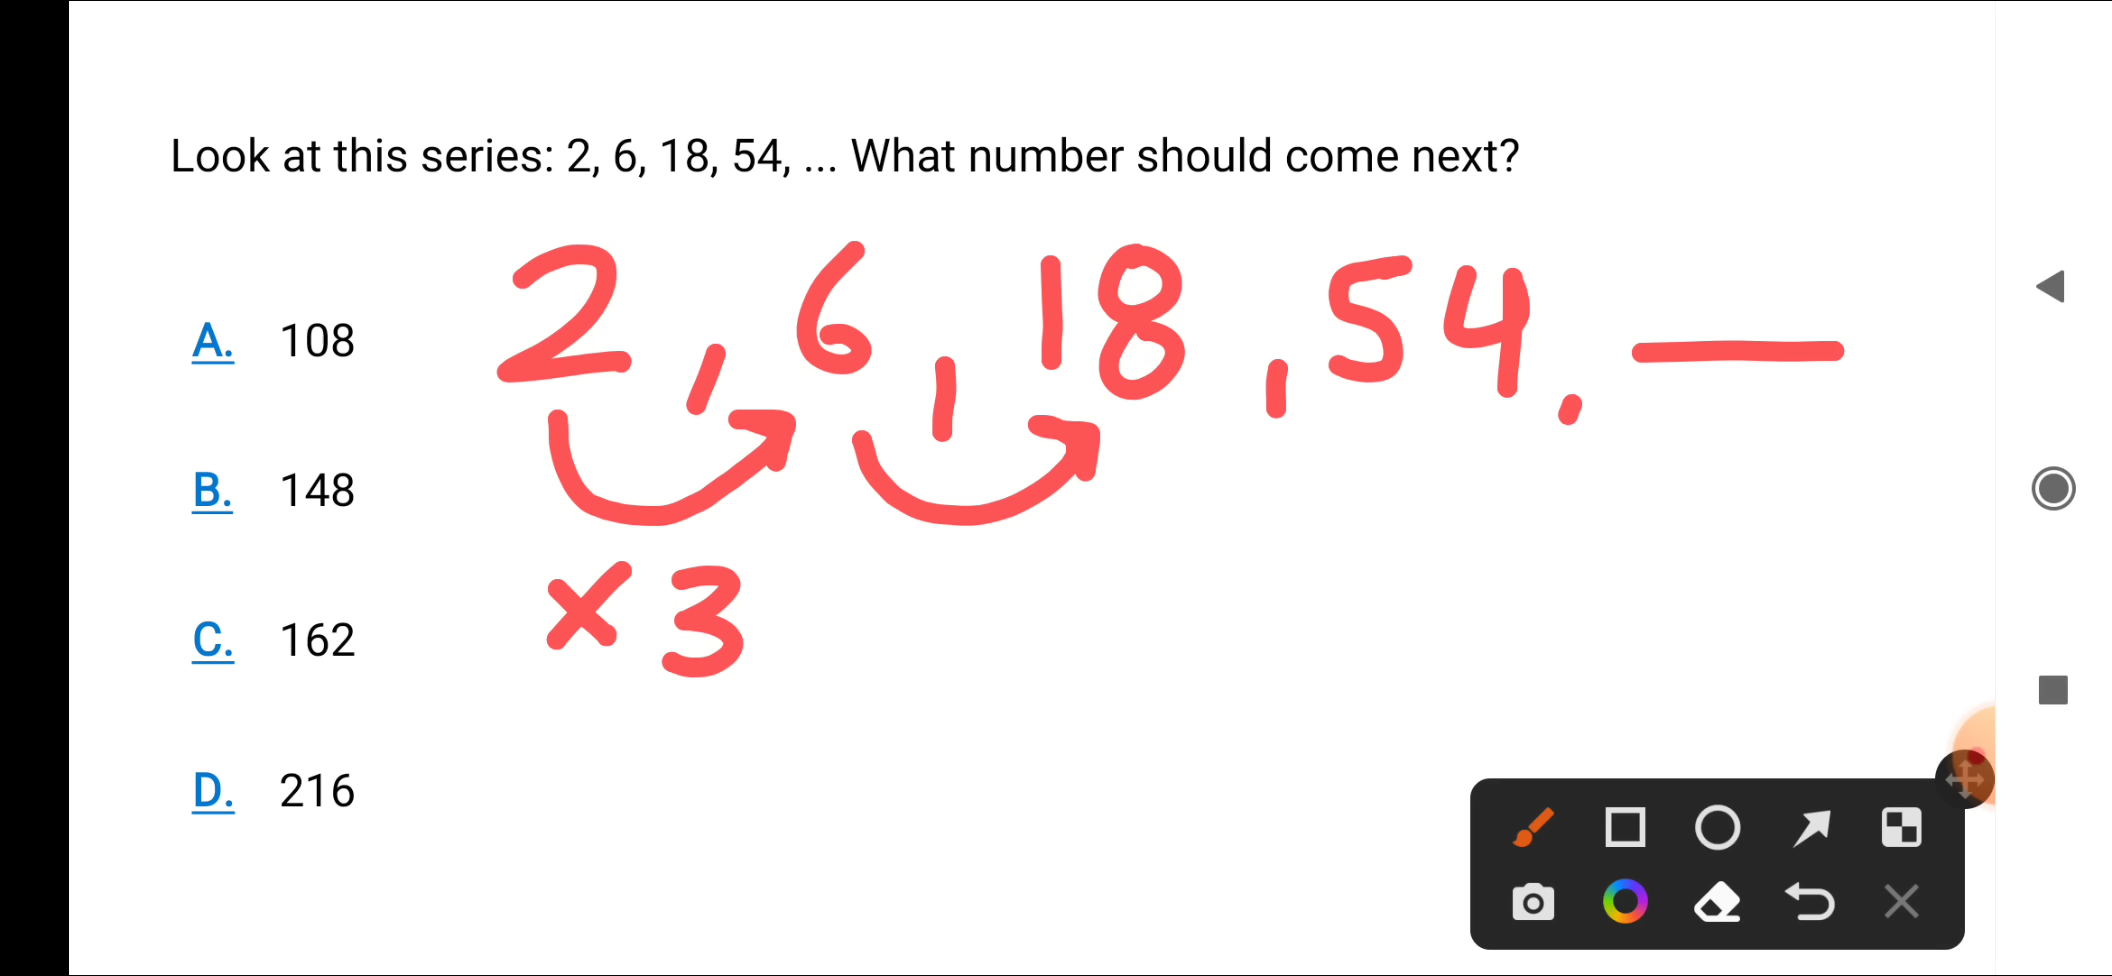 Look at this series: 2, 6, 18, 54, ... What number should come next?
2, 6, 18, 54, __
A. 108
B. 148
C. 162
× 3
D. 216